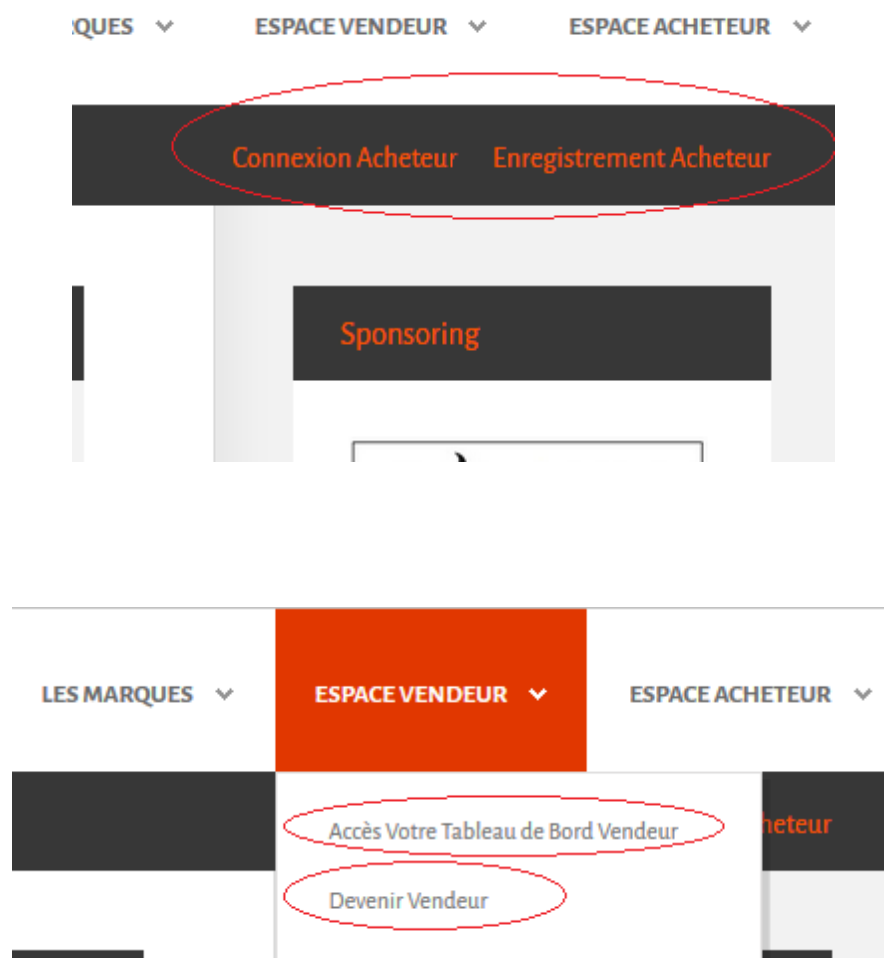 QUES ESPACE VENDEUR ESPACE ACHETEUR
Connexion Acheteur Enregistrement Acheteur
Sponsoring
LES MARQUES ESPACE VENDEUR ESPACE ACHETEUR
Accès Votre Tableau de Bord Vendeur heteur
Devenir Vendeur